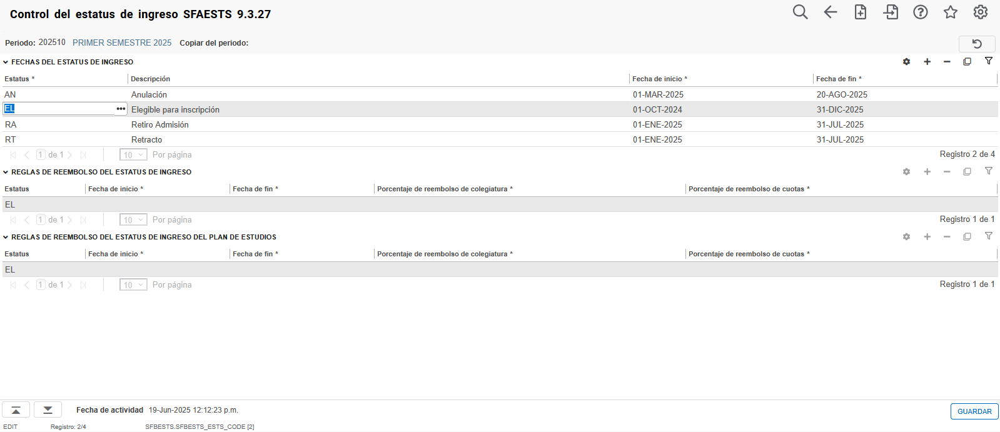 Control del estatus de ingreso SFAESTS 9.3.27
Periodo: 202510 PRIMER SEMESTRE 2025 Copiar del periodo:
FECHAS DEL ESTATUS DE INGRESO
Estatus * Descripción Fecha de inicio * Fecha de fin *
AN Anulación 01-MAR-2025 20-AGO-2025
EL ••• Elegible para inscripción 01-OCT-2024 31-DIC-2025
RA Retiro Admisión 01-ENE-2025 31-JUL-2025
RT Retracto 01-ENE-2025 31-JUL-2025
1 de 1 10 Por página Registro 2 de 4
REGLAS DE REEMBOLSO DEL ESTATUS DE INGRESO
Estatus Fecha de inicio * Fecha de fin * Porcentaje de reembolso de colegiatura * Porcentaje de reembolso de cuotas *
EL
1 de 1 10 Por página Registro 1 de 1
REGLAS DE REEMBOLSO DEL ESTATUS DE INGRESO DEL PLAN DE ESTUDIOS
Estatus Fecha de inicio * Fecha de fin * Porcentaje de reembolso de colegiatura * Porcentaje de reembolso de cuotas *
EL
1 de 1 10 Por página Registro 1 de 1
Fecha de actividad 19-Jun-2025 12:12:23 p.m. GUARDAR
EDIT Registro: 2/4 SFBESTS.SFBESTS_ESTS_CODE [2]